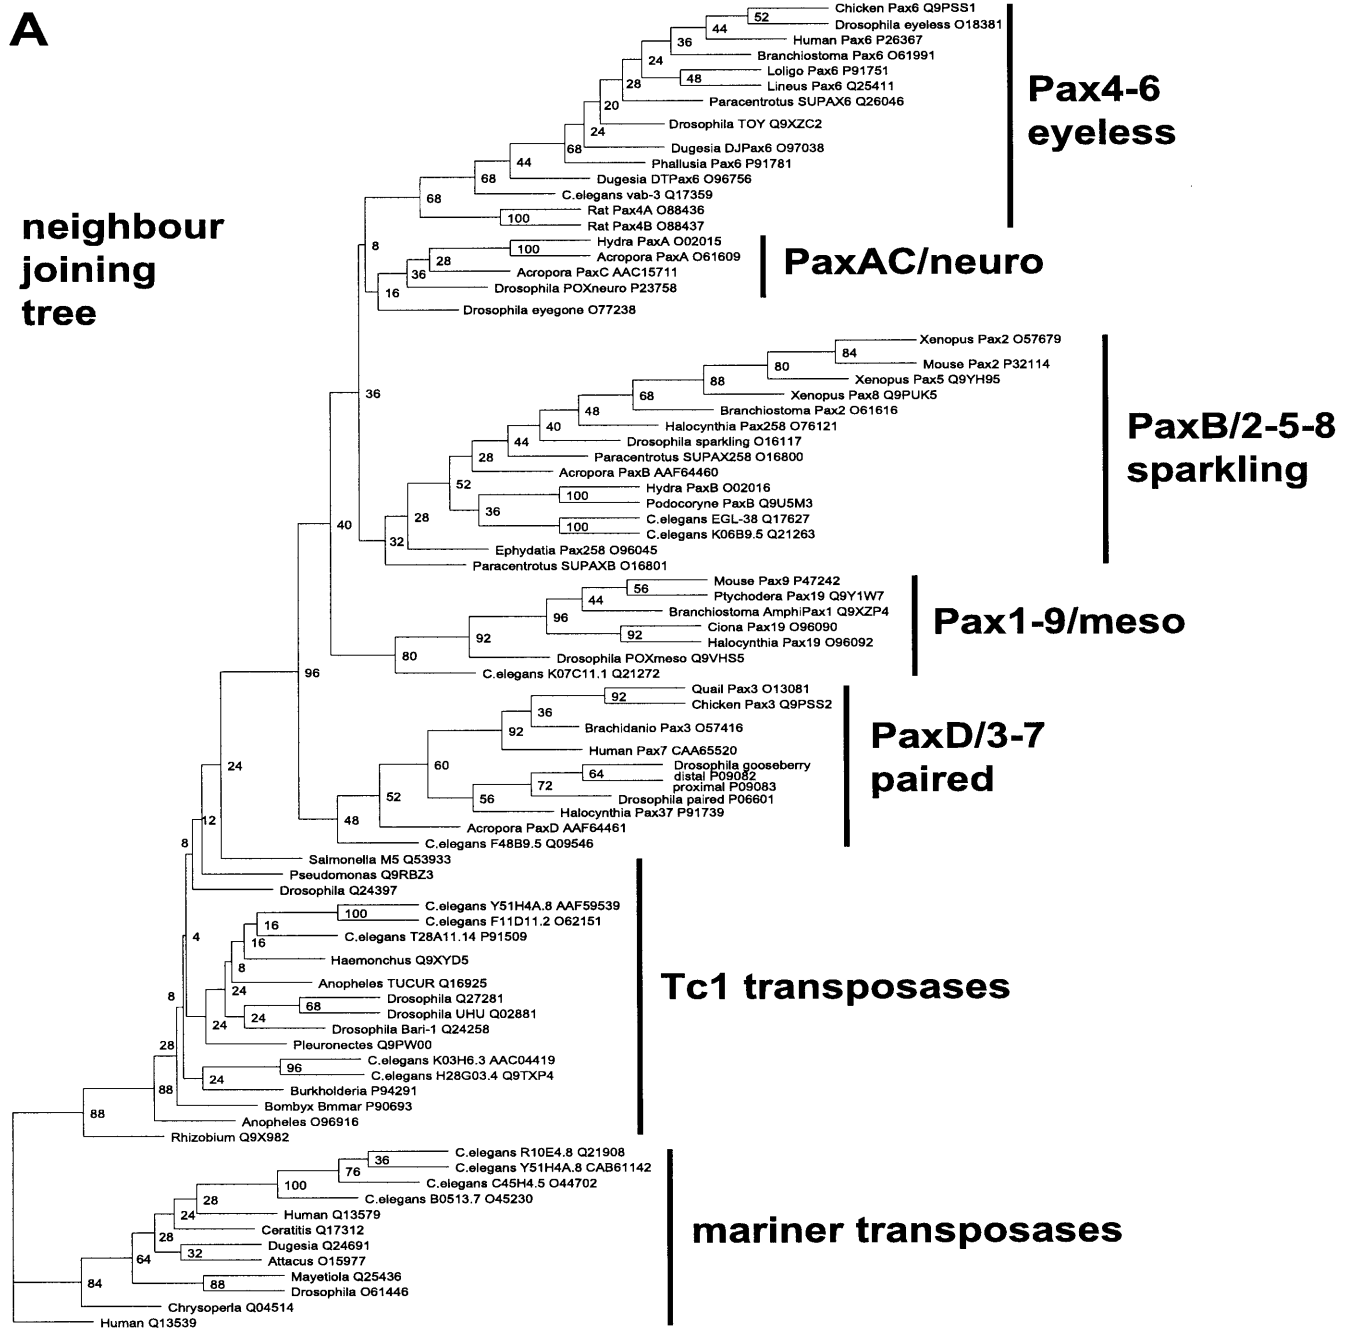 A
neighbour
joining
tree
Chicken Pax6 Q9PSS1
52
Drosophila eyeless O18381
44
Human Pax6 P26367
36
Branchiostoma Pax6 O61991
24
Loligo Pax6 P91751
48
Lineus Pax6 Q25411
28
Paracentrotus SUPAX6 Q26046
20
Drosophila TOY Q9XZC2
24
Dugesia DJPax6 O97038
68
Phallusia Pax6 P91781
44
Dugesia DTPax6 O96756
68
C.elegans vab-3 Q17359
68
Rat Pax4A O88436
100
Rat Pax4B O88437
Pax4-6
eyeless
8
Hydra PaxA O02015
100
Acropora PaxA O61609
28
Acropora PaxC AAC15711
36
Drosophila POXneuro P23758
16
Drosophila eyegone O77238
PaxAC/neuro
36
Xenopus Pax2 O57679
84
Mouse Pax2 P32114
80
Xenopus Pax5 Q9YH95
88
Xenopus Pax8 Q9PUK5
68
Branchiostoma Pax2 O61616
48
Halocynthia Pax258 O76121
40
Drosophila sparkling O16117
44
Paracentrotus SUPAX258 O16800
28
Acropora PaxB AAF64460
52
Hydra PaxB O02016
100
Podocoryne PaxB Q9U5M3
36
C.elegans EGL-38 Q17627
100
C.elegans K06B9.5 Q21263
28
Ephydatia Pax258 O96045
32
Paracentrotus SUPAXB O16801
PaxB/2-5-8
sparkling
40
Mouse Pax9 P47242
56
Ptychodera Pax19 Q9Y1W7
44
Branchiostoma AmphiPax1 Q9XZP4
96
Ciona Pax19 O96090
92
Halocynthia Pax19 O96092
92
Drosophila POXmeso Q9VHS5
80
C.elegans K07C11.1 Q21272
Pax1-9/meso
96
Quail Pax3 O13081
92
Chicken Pax3 Q9PSS2
36
Brachidanio Pax3 O57416
92
Human Pax7 CAA65520
60
Drosophila gooseberry
64
distal P09082
proximal P09083
72
Drosophila paired P06601
56
Halocynthia Pax37 P91739
52
Acropora PaxD AAF64461
48
C.elegans F48B9.5 Q09546
PaxD/3-7
paired
24
Salmonella M5 Q53933
12
Pseudomonas Q9RBZ3
8
Drosophila Q24397
4
C.elegans Y51H4A.8 AAF59539
100
C.elegans F11D11.2 O62151
16
C.elegans T28A11.14 P91509
16
Haemonchus Q9XYD5
8
Anopheles TUCUR Q16925
24
Drosophila Q27281
68
Drosophila UHU Q02881
24
Drosophila Bari-1 Q24258
24
Pleuronectes Q9PW00
8
C.elegans K03H6.3 AAC04419
96
C.elegans H28G03.4 Q9TXP4
24
Burkholderia P94291
28
Bombyx Bmmar P90693
88
Anopheles O96916
88
Rhizobium Q9X982
Tc1 transposases
C.elegans R10E4.8 Q21908
36
C.elegans Y51H4A.8 CAB61142
76
C.elegans C45H4.5 O44702
100
C.elegans B0513.7 O45230
28
Human Q13579
24
Ceratitis Q17312
28
Dugesia Q24691
32
Attacus O15977
64
Mayetiola Q25436
88
Drosophila O61446
84
Chrysoperla Q04514
Human Q13539
mariner transposases